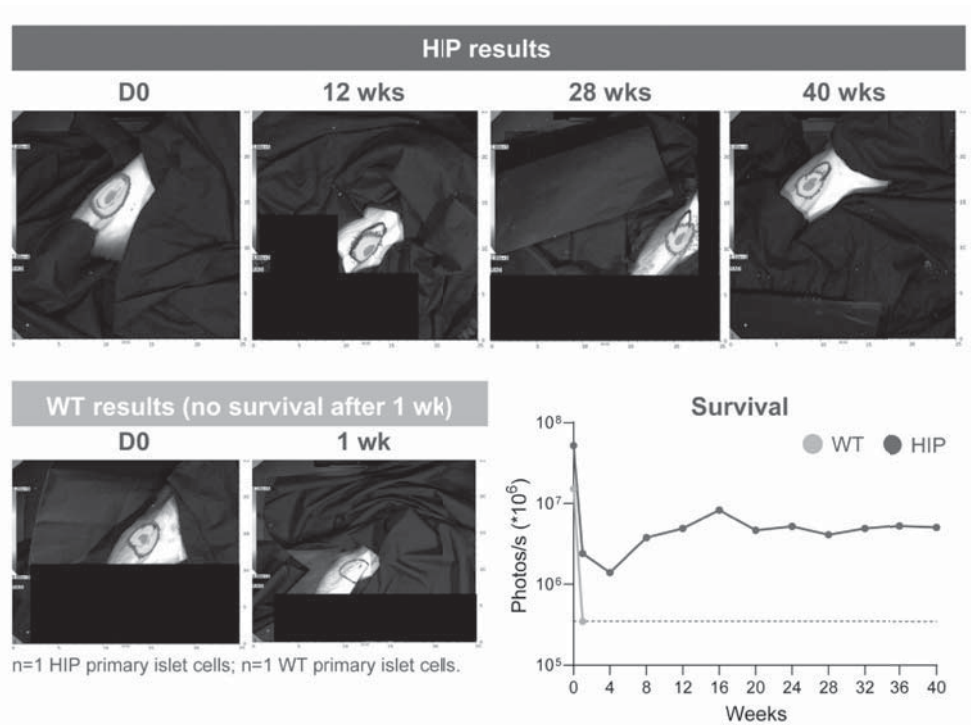 HIP results
D0
12 wks
28 wks
40 wks
WT results (no survival after 1 wk)
D0
1 wk
n=1 HIP primary islet cells; n=1 WT primary islet cells.
Survival
WT
HIP
Photos/s (*10⁶)
10⁸
10⁷
10⁶
10⁵
0 4 8 12 16 20 24 28 32 36 40
Weeks